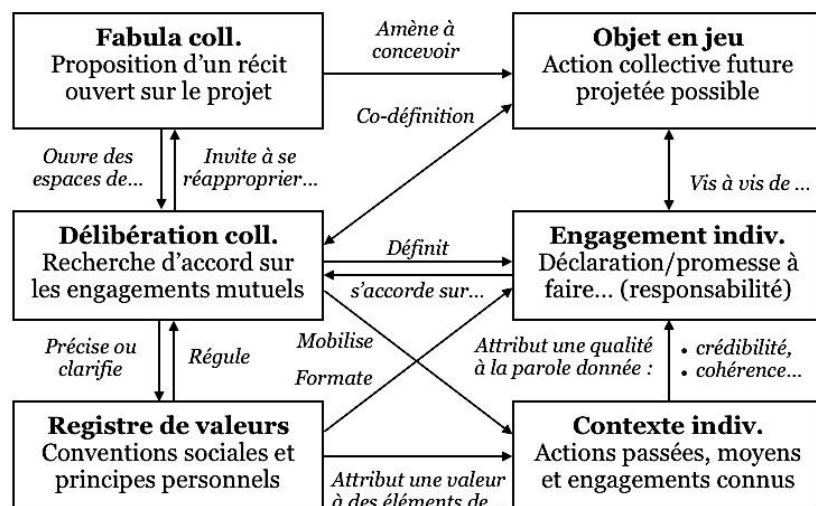 Fabula coll.
Proposition d’un récit
ouvert sur le projet
Amène à
concevoir
Objet en jeu
Action collective future
projetée possible
Co-définition
Ouvre des
espaces de...
Invite à se
réapproprier...
Vis à vis de ...
Délibération coll.
Recherche d’accord sur
les engagements mutuels
Définit
s’accorde sur...
Engagement indiv.
Déclaration/promesse à
faire... (responsabilité)
Précise ou
clarifie
Régule
Mobilise
Formate
Attribut une qualité
à la parole donnée :
• crédibilité,
• cohérence...
Registre de valeurs
Conventions sociales et
principes personnels
Attribut une valeur
à des éléments de...
Contexte indiv.
Actions passées, moyens
et engagements connus